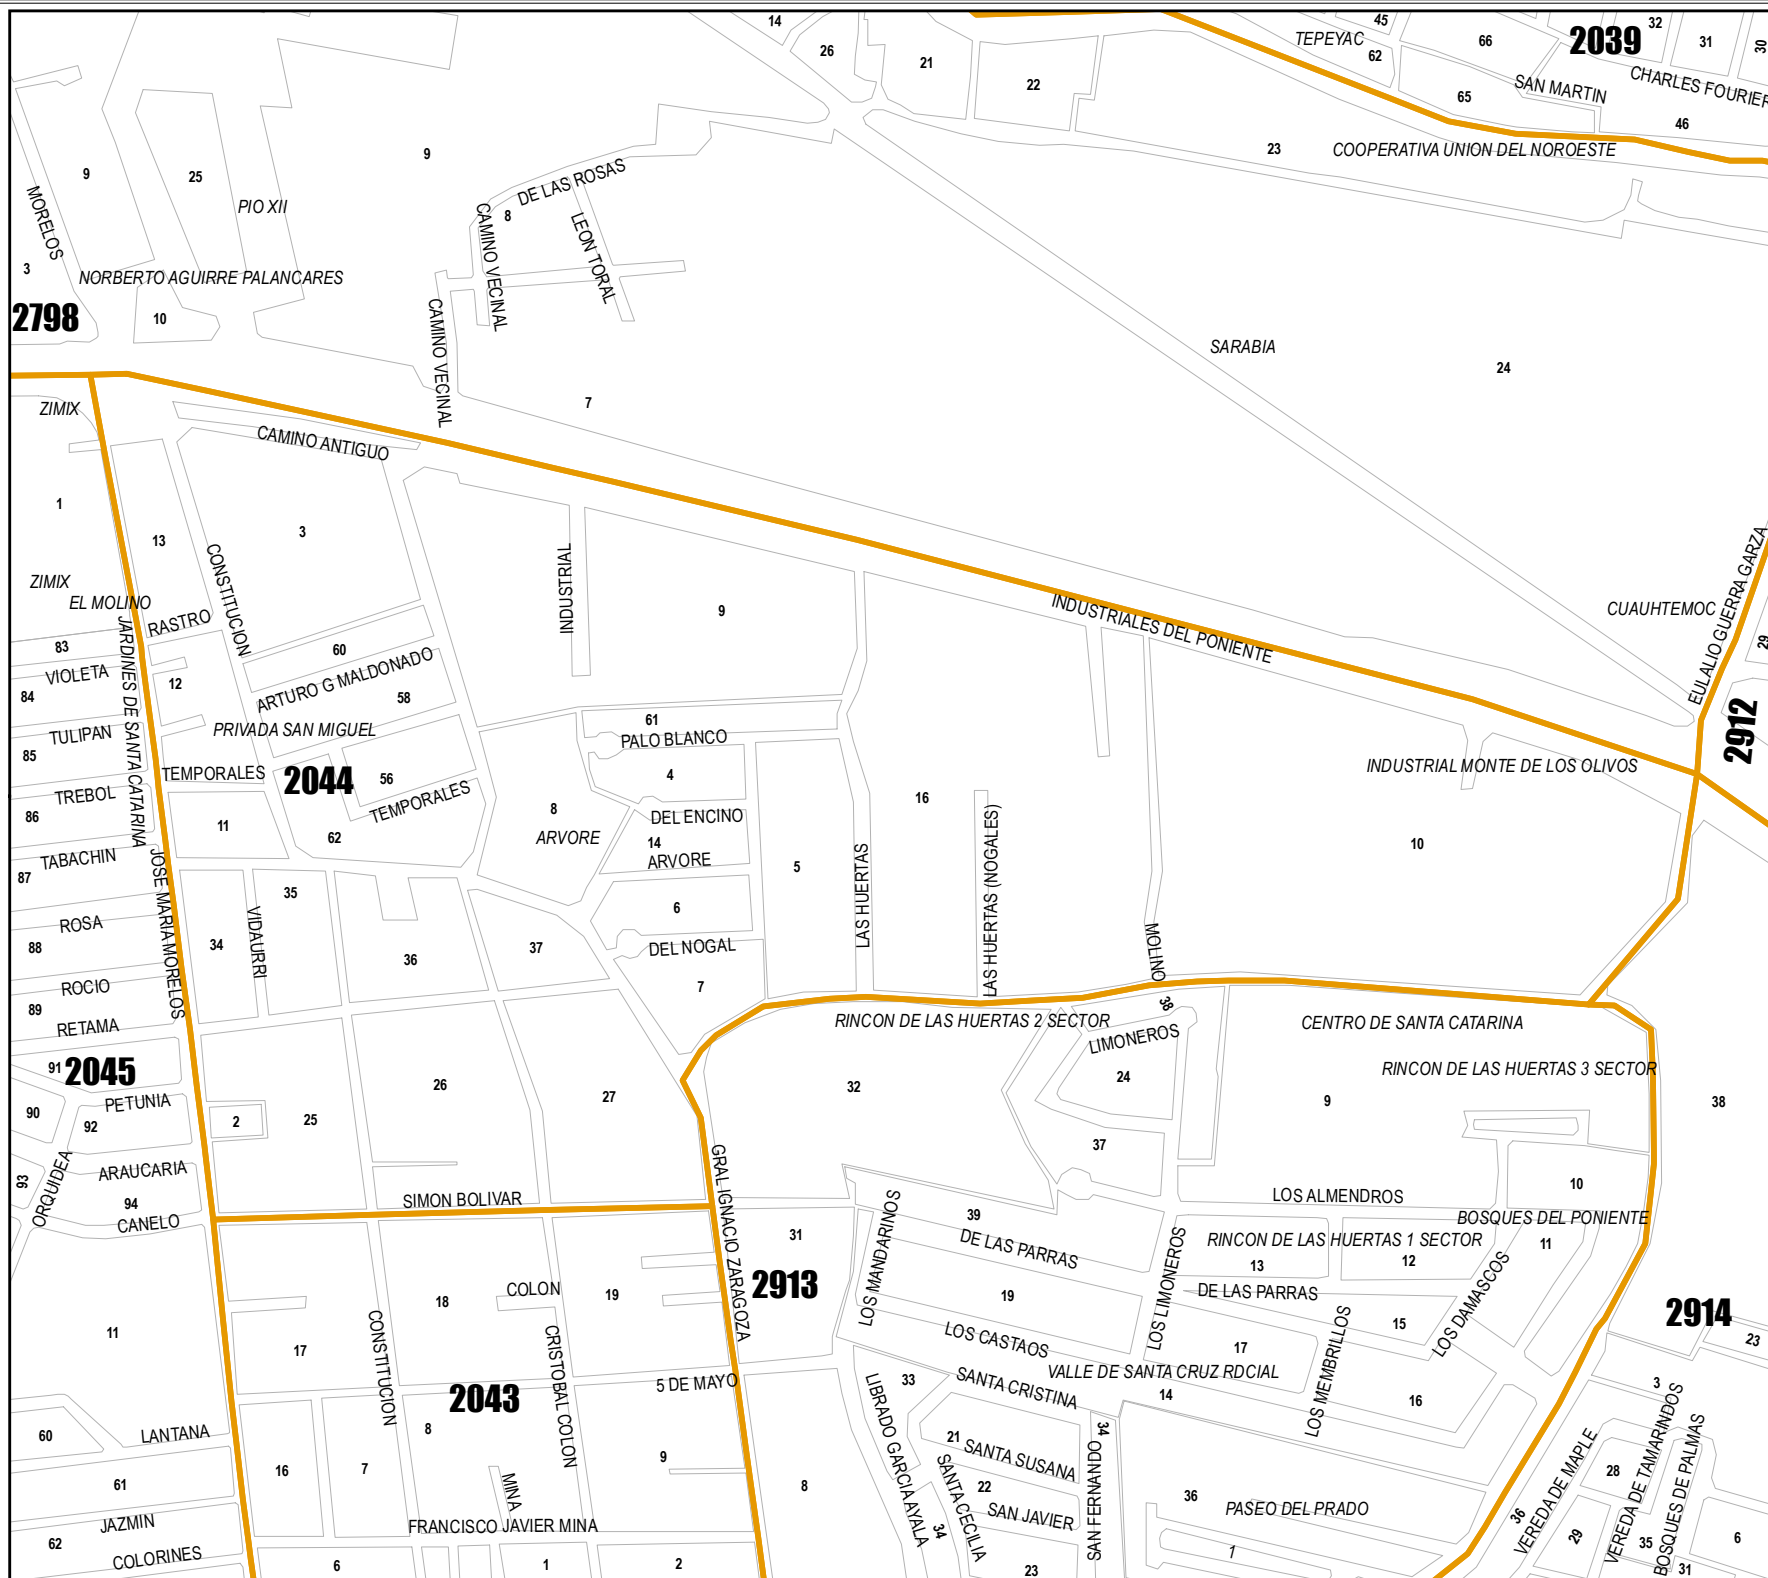 14
26
21
22
45
TEPEYAC
62
66
2039
32
31
30
65
SAN MARTIN
CHARLES FOURIER
46
23
COOPERATIVA UNION DEL NOROESTE
9
25
9
PIO XII
MORELOS
3
NORBERTO AGUIRRE PALANCARES
2798
10
DE LAS ROSAS
8
CAMINO VECINAL
LEON TORAL
CAMINO VECINAL
7
SARABIA
24
ZIMIX
CAMINO ANTIGUO
1
13
3
CONSTITUCION
INDUSTRIAL
9
ZIMIX
EL MOLINO
RASTRO
INDUSTRIALES DEL PONIENTE
CUAUHTEMOC
EULALIO GUERRA GARZA
29
2912
83
VIOLETA
84
TULIPAN
85
TREBOL
86
TABACHIN
87
ROSA
88
ROCIO
89
RETAMA
91
2045
90
PETUNIA
92
ARAUCARIA
93
ORQUIDEA
94
CANELO
JARDINES DE SANTA CATARINA
JOSE MARIA MORELOS
12
60
ARTURO G MALDONADO
58
PRIVADA SAN MIGUEL
TEMPORALES
2044
56
TEMPORALES
11
62
61
PALO BLANCO
4
8
DEL ENCINO
ARVORE
14
ARVORE
6
DEL NOGAL
7
5
LAS HUERTAS
16
LAS HUERTAS (NOGALES)
MOLINO
INDUSTRIAL MONTE DE LOS OLIVOS
10
34
VIDAURRI
35
36
37
RINCON DE LAS HUERTAS 2 SECTOR
38
LIMONEROS
24
CENTRO DE SANTA CATARINA
RINCON DE LAS HUERTAS 3 SECTOR
9
38
2
25
26
27
32
37
SIMON BOLIVAR
GRAL IGNACIO ZARAGOZA
31
2913
LOS MANDARINOS
39
DE LAS PARRAS
19
LOS CASTAOS
LOS LIMONEROS
LOS ALMENDROS
10
BOSQUES DEL PONIENTE
RINCON DE LAS HUERTAS 1 SECTOR
13
12
11
DE LAS PARRAS
15
LOS DAMASCOS
17
LOS MEMBRILLOS
VALLE DE SANTA CRUZ RDCIAL
14
16
2914
23
3
11
17
18
COLON
19
CONSTITUCION
CRISTOBAL COLON
2043
5 DE MAYO
60
LANTANA
61
JAZMIN
62
COLORINES
16
7
8
MINA
9
FRANCISCO JAVIER MINA
6
1
2
8
33
LIBRADO GARCIA AYALA
SANTA CRISTINA
21
SANTA SUSANA
SANTA CECILIA
22
SAN JAVIER
34
23
34
SAN FERNANDO
36
PASEO DEL PRADO
1
36
VEREDA DE MAPLE
28
29
VEREDA DE TAMARINDOS
35
BOSQUES DE PALMAS
31
6